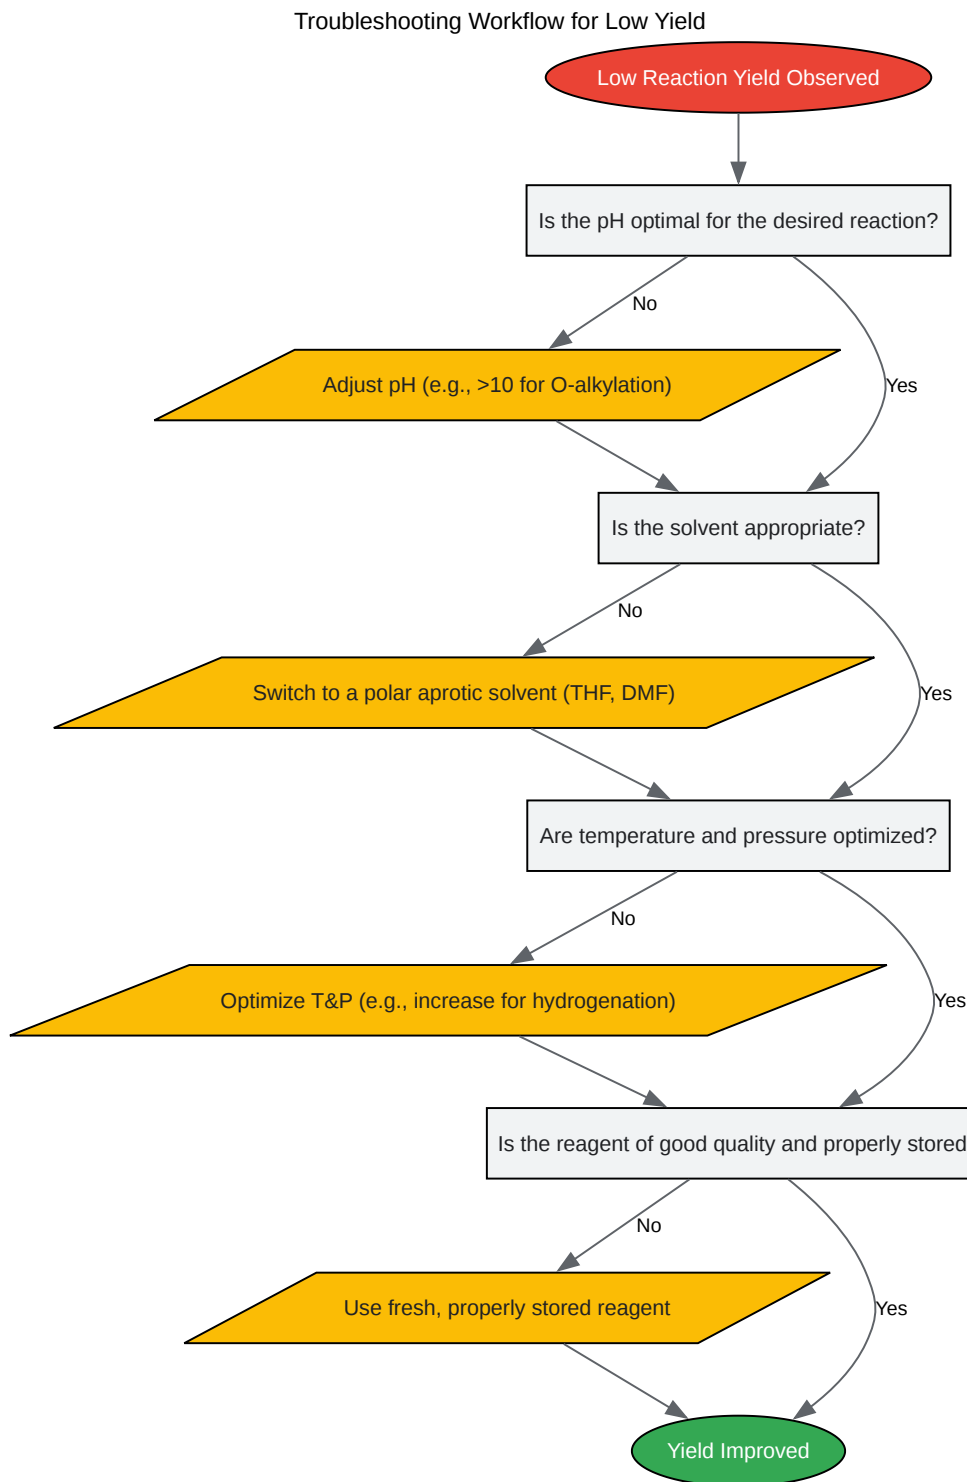 Troubleshooting Workflow for Low Yield
Low Reaction Yield Observed
Is the pH optimal for the desired reaction?
No
Adjust pH (e.g., >10 for O-alkylation)
Yes
Is the solvent appropriate?
No
Switch to a polar aprotic solvent (THF, DMF)
Yes
Are temperature and pressure optimized?
No
Optimize T&P (e.g., increase for hydrogenation)
Yes
Is the reagent of good quality and properly stored
No
Use fresh, properly stored reagent
Yes
Yield Improved